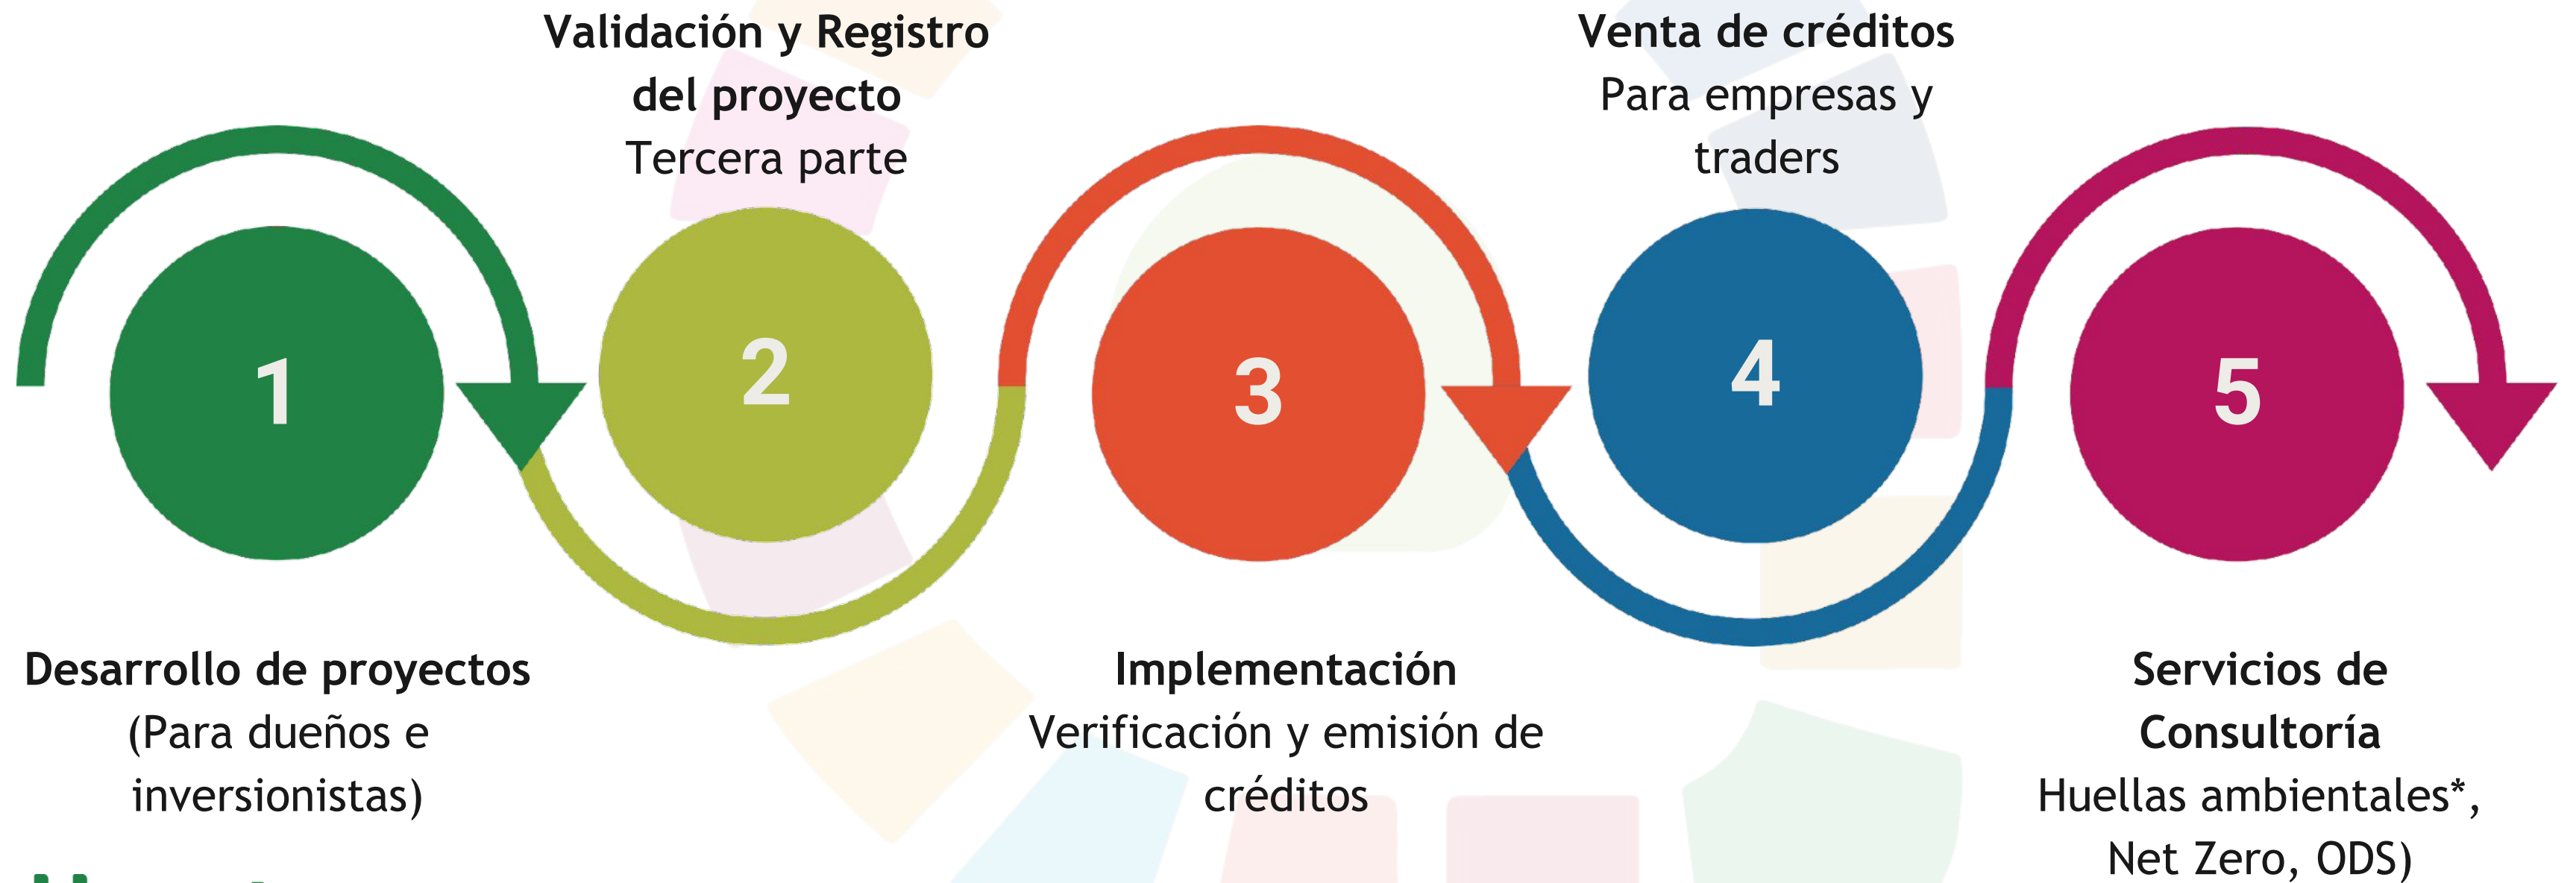 Validación y Registro
del proyecto
Tercera parte
Venta de créditos
Para empresas y
traders
1
2
3
4
5
Desarrollo de proyectos
(Para dueños e
inversionistas)
Implementación
Verificación y emisión de
créditos
Servicios de
Consultoría
Huellas ambientales*,
Net Zero, ODS)